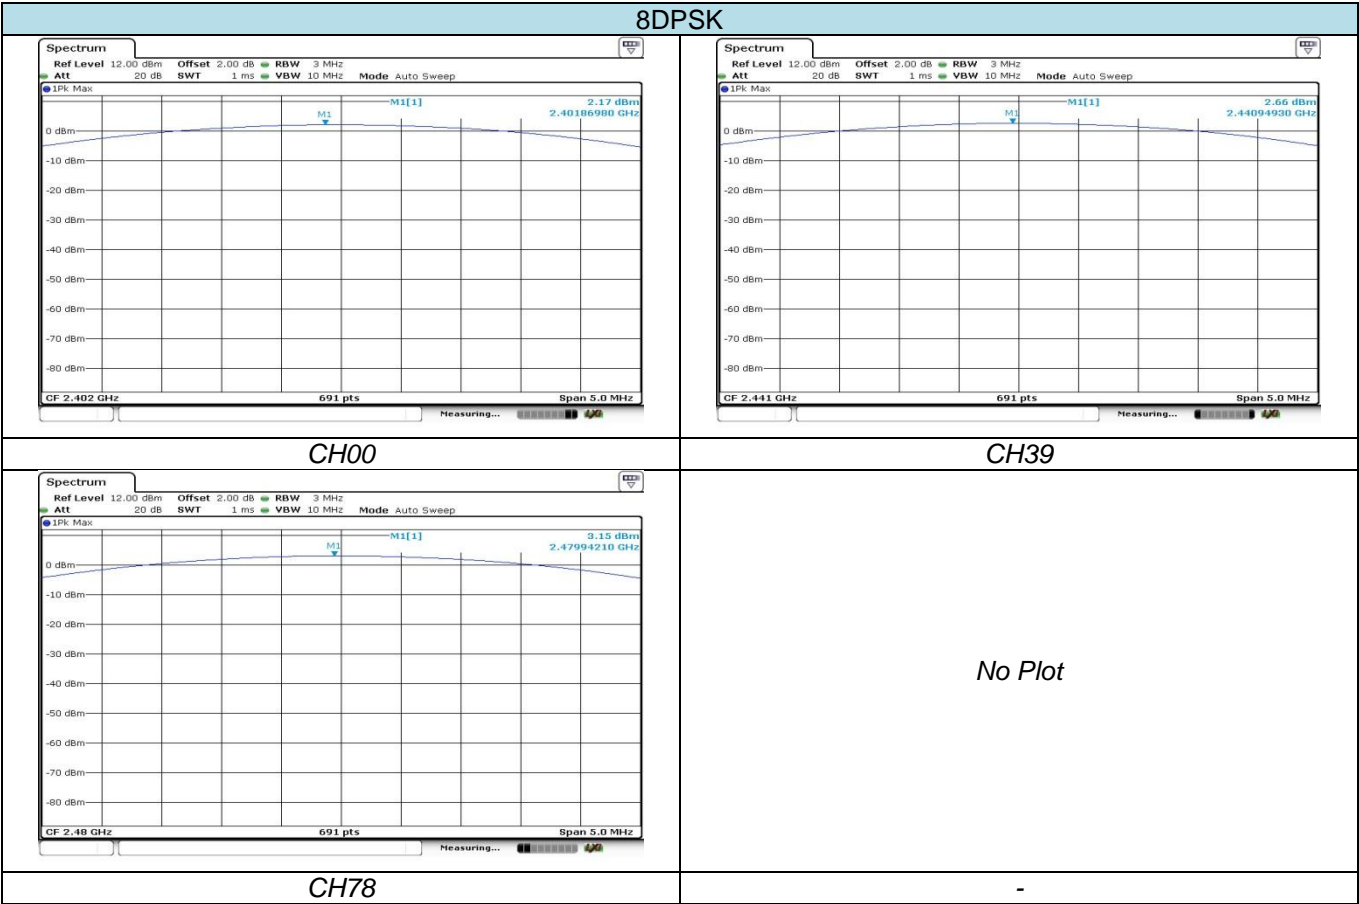 8DPSK
Spectrum
Ref Level 12.00 dBm Offset 2.00 dB RBW 3 MHz
Att 20 dB SWT 1 ms VBW 10 MHz Mode Auto Sweep
1Pk Max
M1[1] 2.17 dBm
2.40186980 GHz
M1
0 dBm
-10 dBm
-20 dBm
-30 dBm
-40 dBm
-50 dBm
-60 dBm
-70 dBm
-80 dBm
CF 2.402 GHz 691 pts Span 5.0 MHz
Measuring...
CH00
Spectrum
Ref Level 12.00 dBm Offset 2.00 dB RBW 3 MHz
Att 20 dB SWT 1 ms VBW 10 MHz Mode Auto Sweep
1Pk Max
M1[1] 2.66 dBm
2.44094930 GHz
M1
0 dBm
-10 dBm
-20 dBm
-30 dBm
-40 dBm
-50 dBm
-60 dBm
-70 dBm
-80 dBm
CF 2.441 GHz 691 pts Span 5.0 MHz
Measuring...
CH39
Spectrum
Ref Level 12.00 dBm Offset 2.00 dB RBW 3 MHz
Att 20 dB SWT 1 ms VBW 10 MHz Mode Auto Sweep
1Pk Max
M1[1] 3.15 dBm
2.47994210 GHz
M1
0 dBm
-10 dBm
-20 dBm
-30 dBm
-40 dBm
-50 dBm
-60 dBm
-70 dBm
-80 dBm
CF 2.48 GHz 691 pts Span 5.0 MHz
Measuring...
CH78
No Plot
-